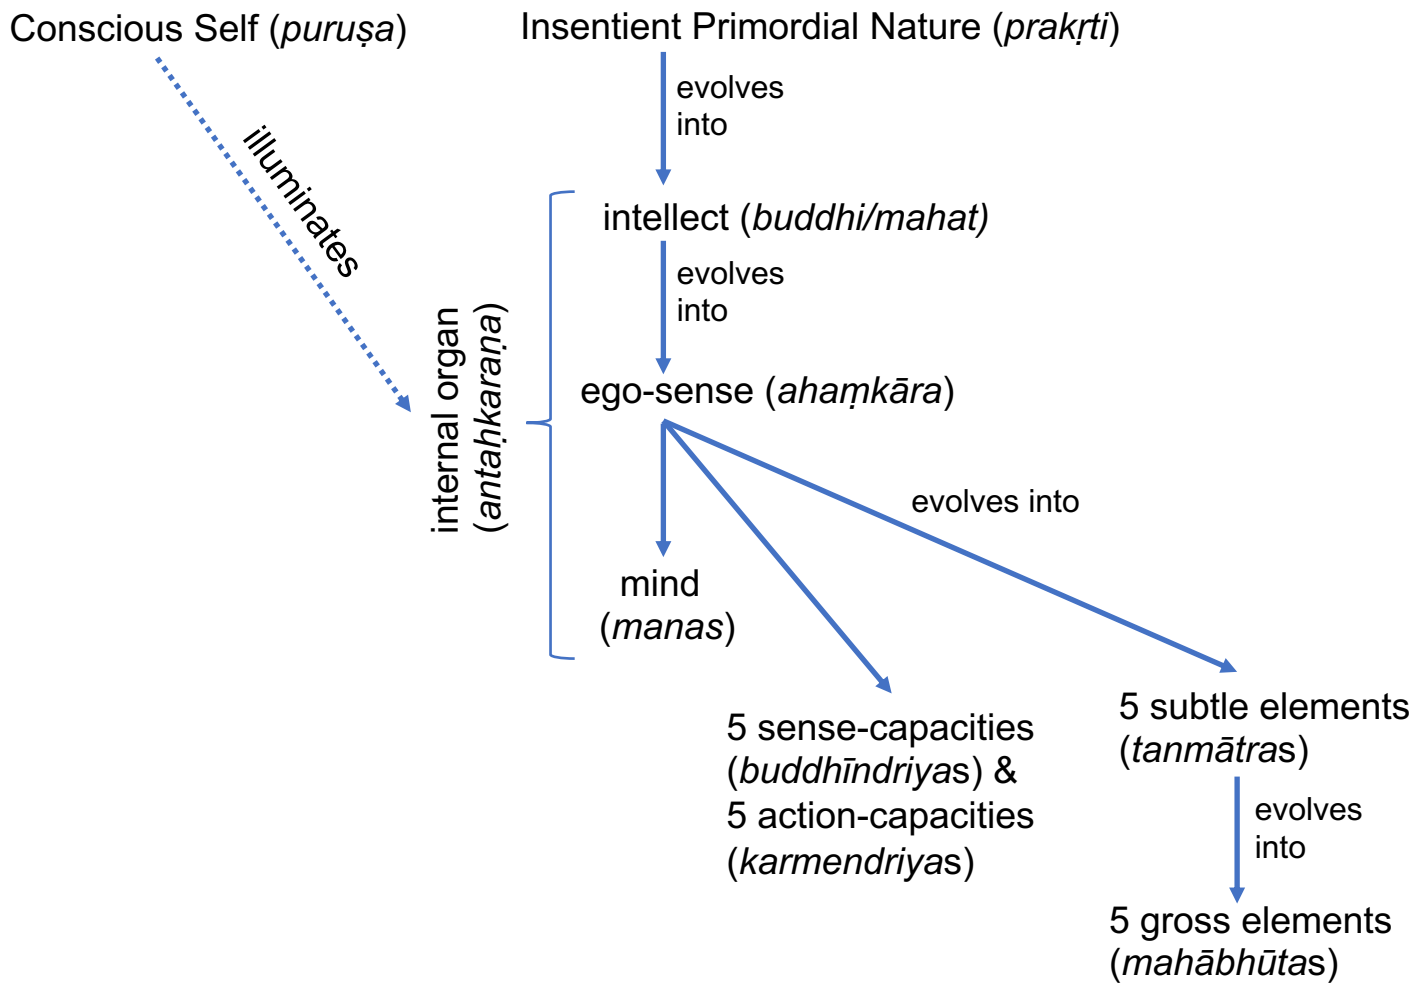 Conscious Self (puruṣa)
Insentient Primordial Nature (prakṛti)
evolves
into
illuminates
intellect (buddhi/mahat)
evolves
into
internal organ
(antaḥkaraṇa)
ego-sense (ahaṃkāra)
evolves into
mind
(manas)
5 sense-capacities
(buddhīndriyas) &
5 action-capacities
(karmendriyas)
5 subtle elements
(tanmātras)
evolves
into
5 gross elements
(mahābhūtas)